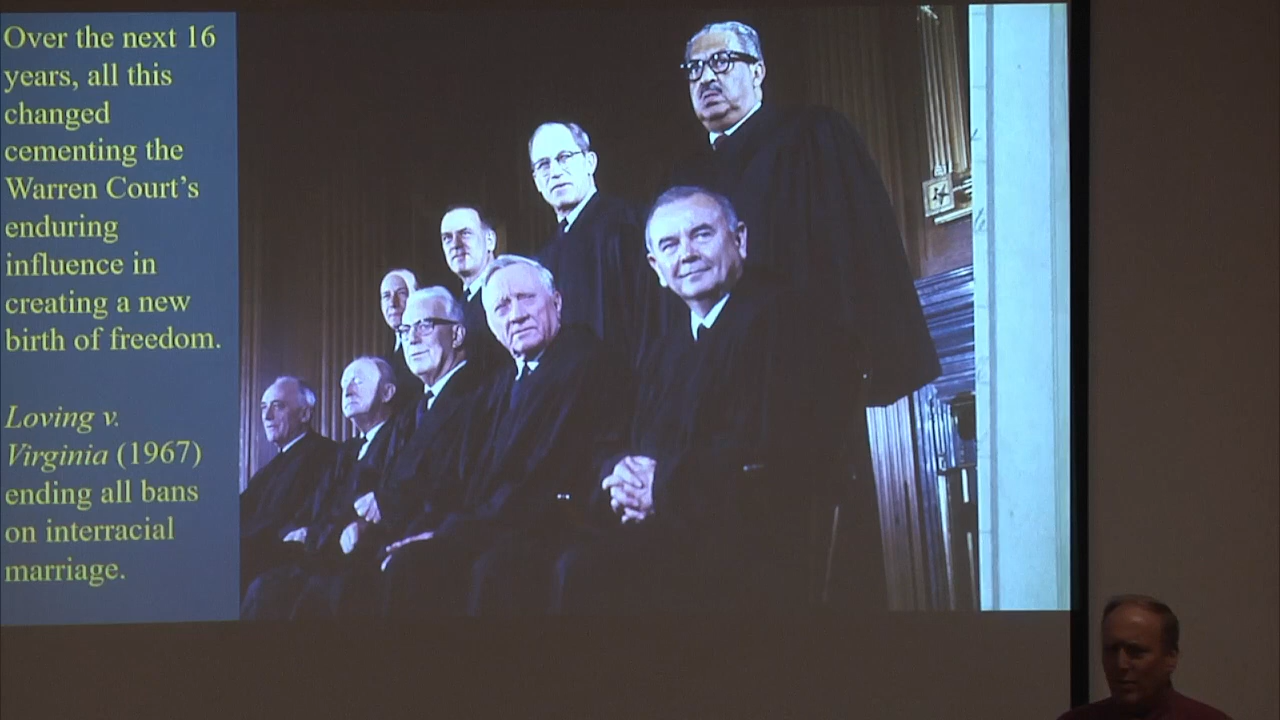 Over the next 16
years, all this
changed
cementing the
Warren Court's
enduring
influence in
creating a new
birth of freedom.
Loving v.
Virginia (1967)
ending all bans
on interracial
marriage.